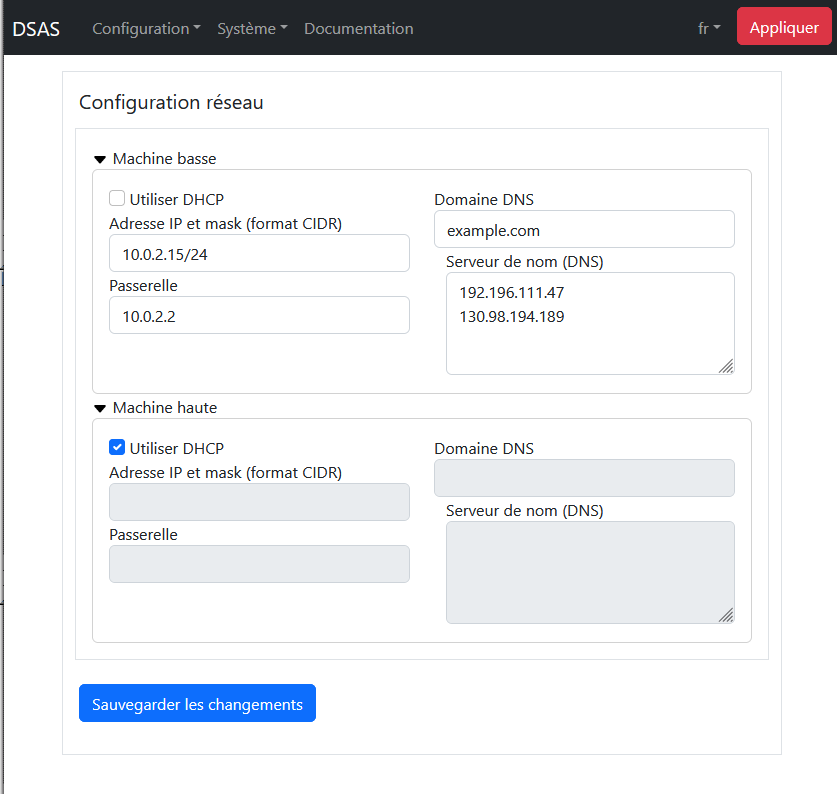 DSAS Configuration Système Documentation fr Appliquer
Configuration réseau
Machine basse
Utiliser DHCP
Adresse IP et mask (format CIDR)
10.0.2.15/24
Passerelle
10.0.2.2
Domaine DNS
example.com
Serveur de nom (DNS)
192.196.111.47
130.98.194.189
Machine haute
Utiliser DHCP
Adresse IP et mask (format CIDR)
Passerelle
Domaine DNS
Serveur de nom (DNS)
Sauvegarder les changements